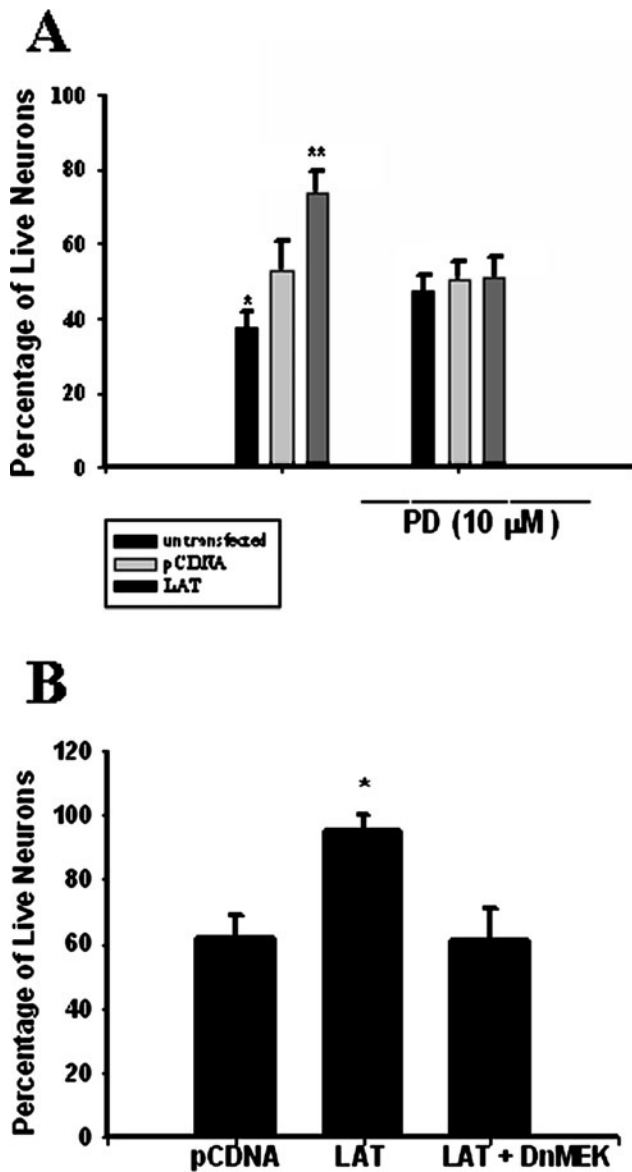 A
Percentage of Live Neurons
100
80
60
40
20
0
*
**
PD (10 µM)
untransfected
pCDNA
LAT
B
Percentage of Live Neurons
120
100
80
60
40
20
0
*
pCDNA
LAT
LAT + DnMEK